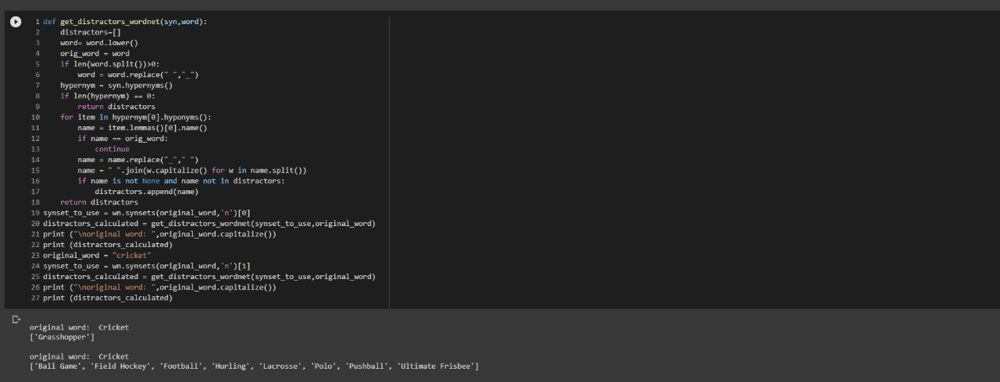 1 def get_distractors_wordnet(syn,word):
2     distractors=[]
3     word= word.lower()
4     orig_word = word
5     if len(word.split())>0:
6         word = word.replace(" ","_")
7     hypernym = syn.hypernyms()
8     if len(hypernym) == 0:
9         return distractors
10     for item in hypernym[0].hyponyms():
11         name = item.lemmas()[0].name()
12         if name == orig_word:
13             continue
14         name = name.replace("_"," ")
15         name = " ".join(w.capitalize() for w in name.split())
16         if name is not None and name not in distractors:
17             distractors.append(name)
18     return distractors
19 synset_to_use = wn.synsets(original_word,'n')[0]
20 distractors_calculated = get_distractors_wordnet(synset_to_use,original_word)
21 print ("\noriginal word: ",original_word.capitalize())
22 print (distractors_calculated)
23 original_word = "cricket"
24 synset_to_use = wn.synsets(original_word,'n')[1]
25 distractors_calculated = get_distractors_wordnet(synset_to_use,original_word)
26 print ("\noriginal word: ",original_word.capitalize())
27 print (distractors_calculated)
original word:  Cricket
['Grasshopper']
original word:  Cricket
['Ball Game', 'Field Hockey', 'Football', 'Hurling', 'Lacrosse', 'Polo', 'Pushball', 'Ultimate Frisbee']